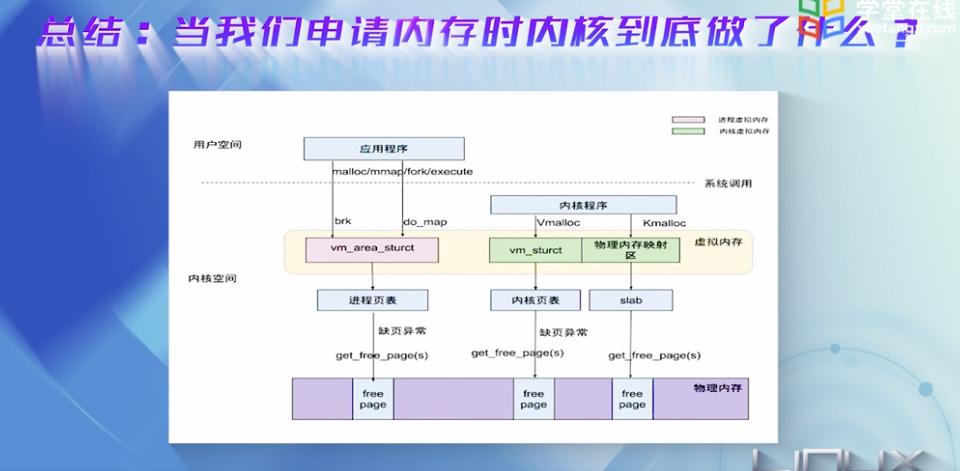 总结：当我们申请内存时内核到底做了什么？
学堂在线
xuetangx.com
进程虚拟内存
内核虚拟内存
用户空间
应用程序
malloc/mmap/fork/execute
系统调用
内核程序
brk
do_map
Vmalloc
Kmalloc
vm_area_sturct
vm_sturct
物理内存映射
区
虚拟内存
内核空间
进程页表
内核页表
slab
缺页异常
缺页异常
get_free_page(s)
get_free_page(s)
get_free_page(s)
物理内存
free
page
free
page
free
page